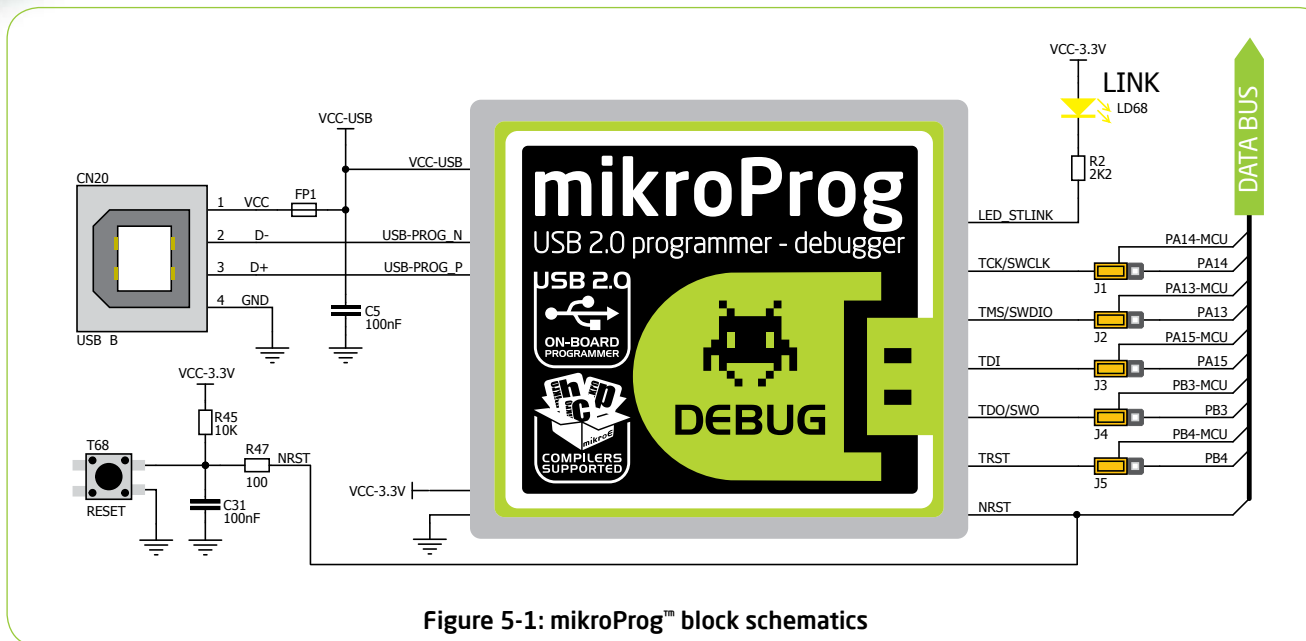 VCC-3.3V
LINK
LD68
R2
2K2
DATA BUS
VCC-USB
VCC-USB
CN20
1 VCC FP1
2 D- USB-PROG_N
3 D+ USB-PROG_P
4 GND
C5
100nF
USB B
mikroProg
USB 2.0 programmer - debugger
USB 2.0
ON-BOARD
PROGRAMMER
DEBUG
mikroE
COMPILERS
SUPPORTED
LED_STLINK
PA14-MCU
TCK/SWCLK PA14
J1
PA13-MCU
TMS/SWDIO PA13
J2
PA15-MCU
TDI PA15
J3
PB3-MCU
TDO/SWO PB3
J4
PB4-MCU
TRST PB4
J5
NRST
VCC-3.3V
R45
10K
T68
R47
NRST
100
C31
100nF
RESET
VCC-3.3V
Figure 5-1: mikroProg™ block schematics